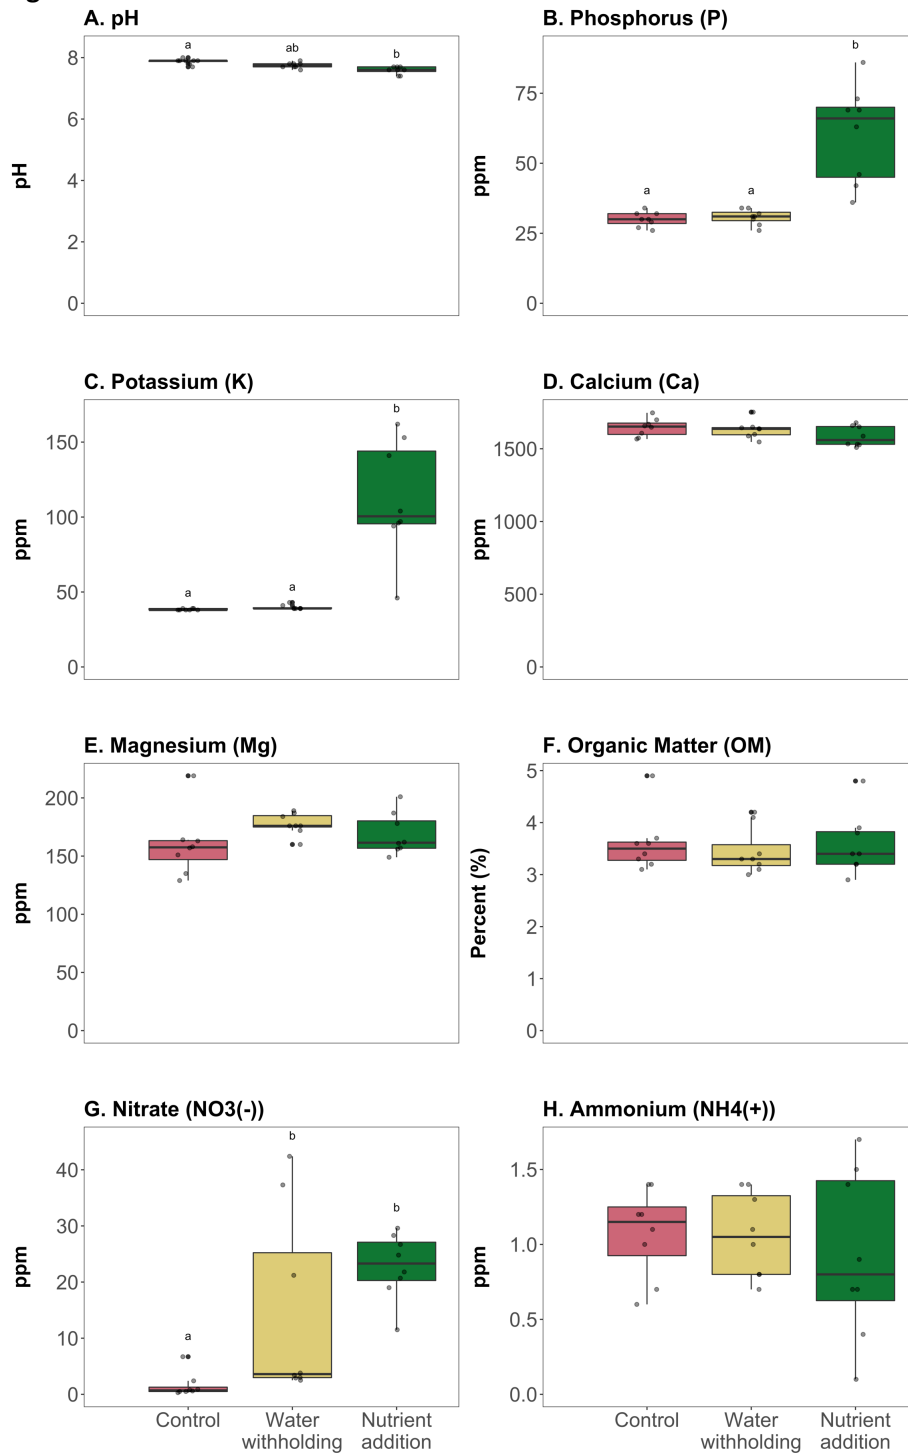 A. pH
a
ab
b
8
6
4
2
0
pH
B. Phosphorus (P)
b
a
a
75
50
25
0
ppm
C. Potassium (K)
b
a
a
150
100
50
0
ppm
D. Calcium (Ca)
1500
1000
500
0
ppm
E. Magnesium (Mg)
200
150
100
50
0
ppm
F. Organic Matter (OM)
5
4
3
2
1
0
Percent (%)
G. Nitrate (NO3(-))
b
b
a
40
30
20
10
0
ppm
Control
Water
withholding
Nutrient
addition
H. Ammonium (NH4(+))
1.5
1.0
0.5
0.0
ppm
Control
Water
withholding
Nutrient
addition